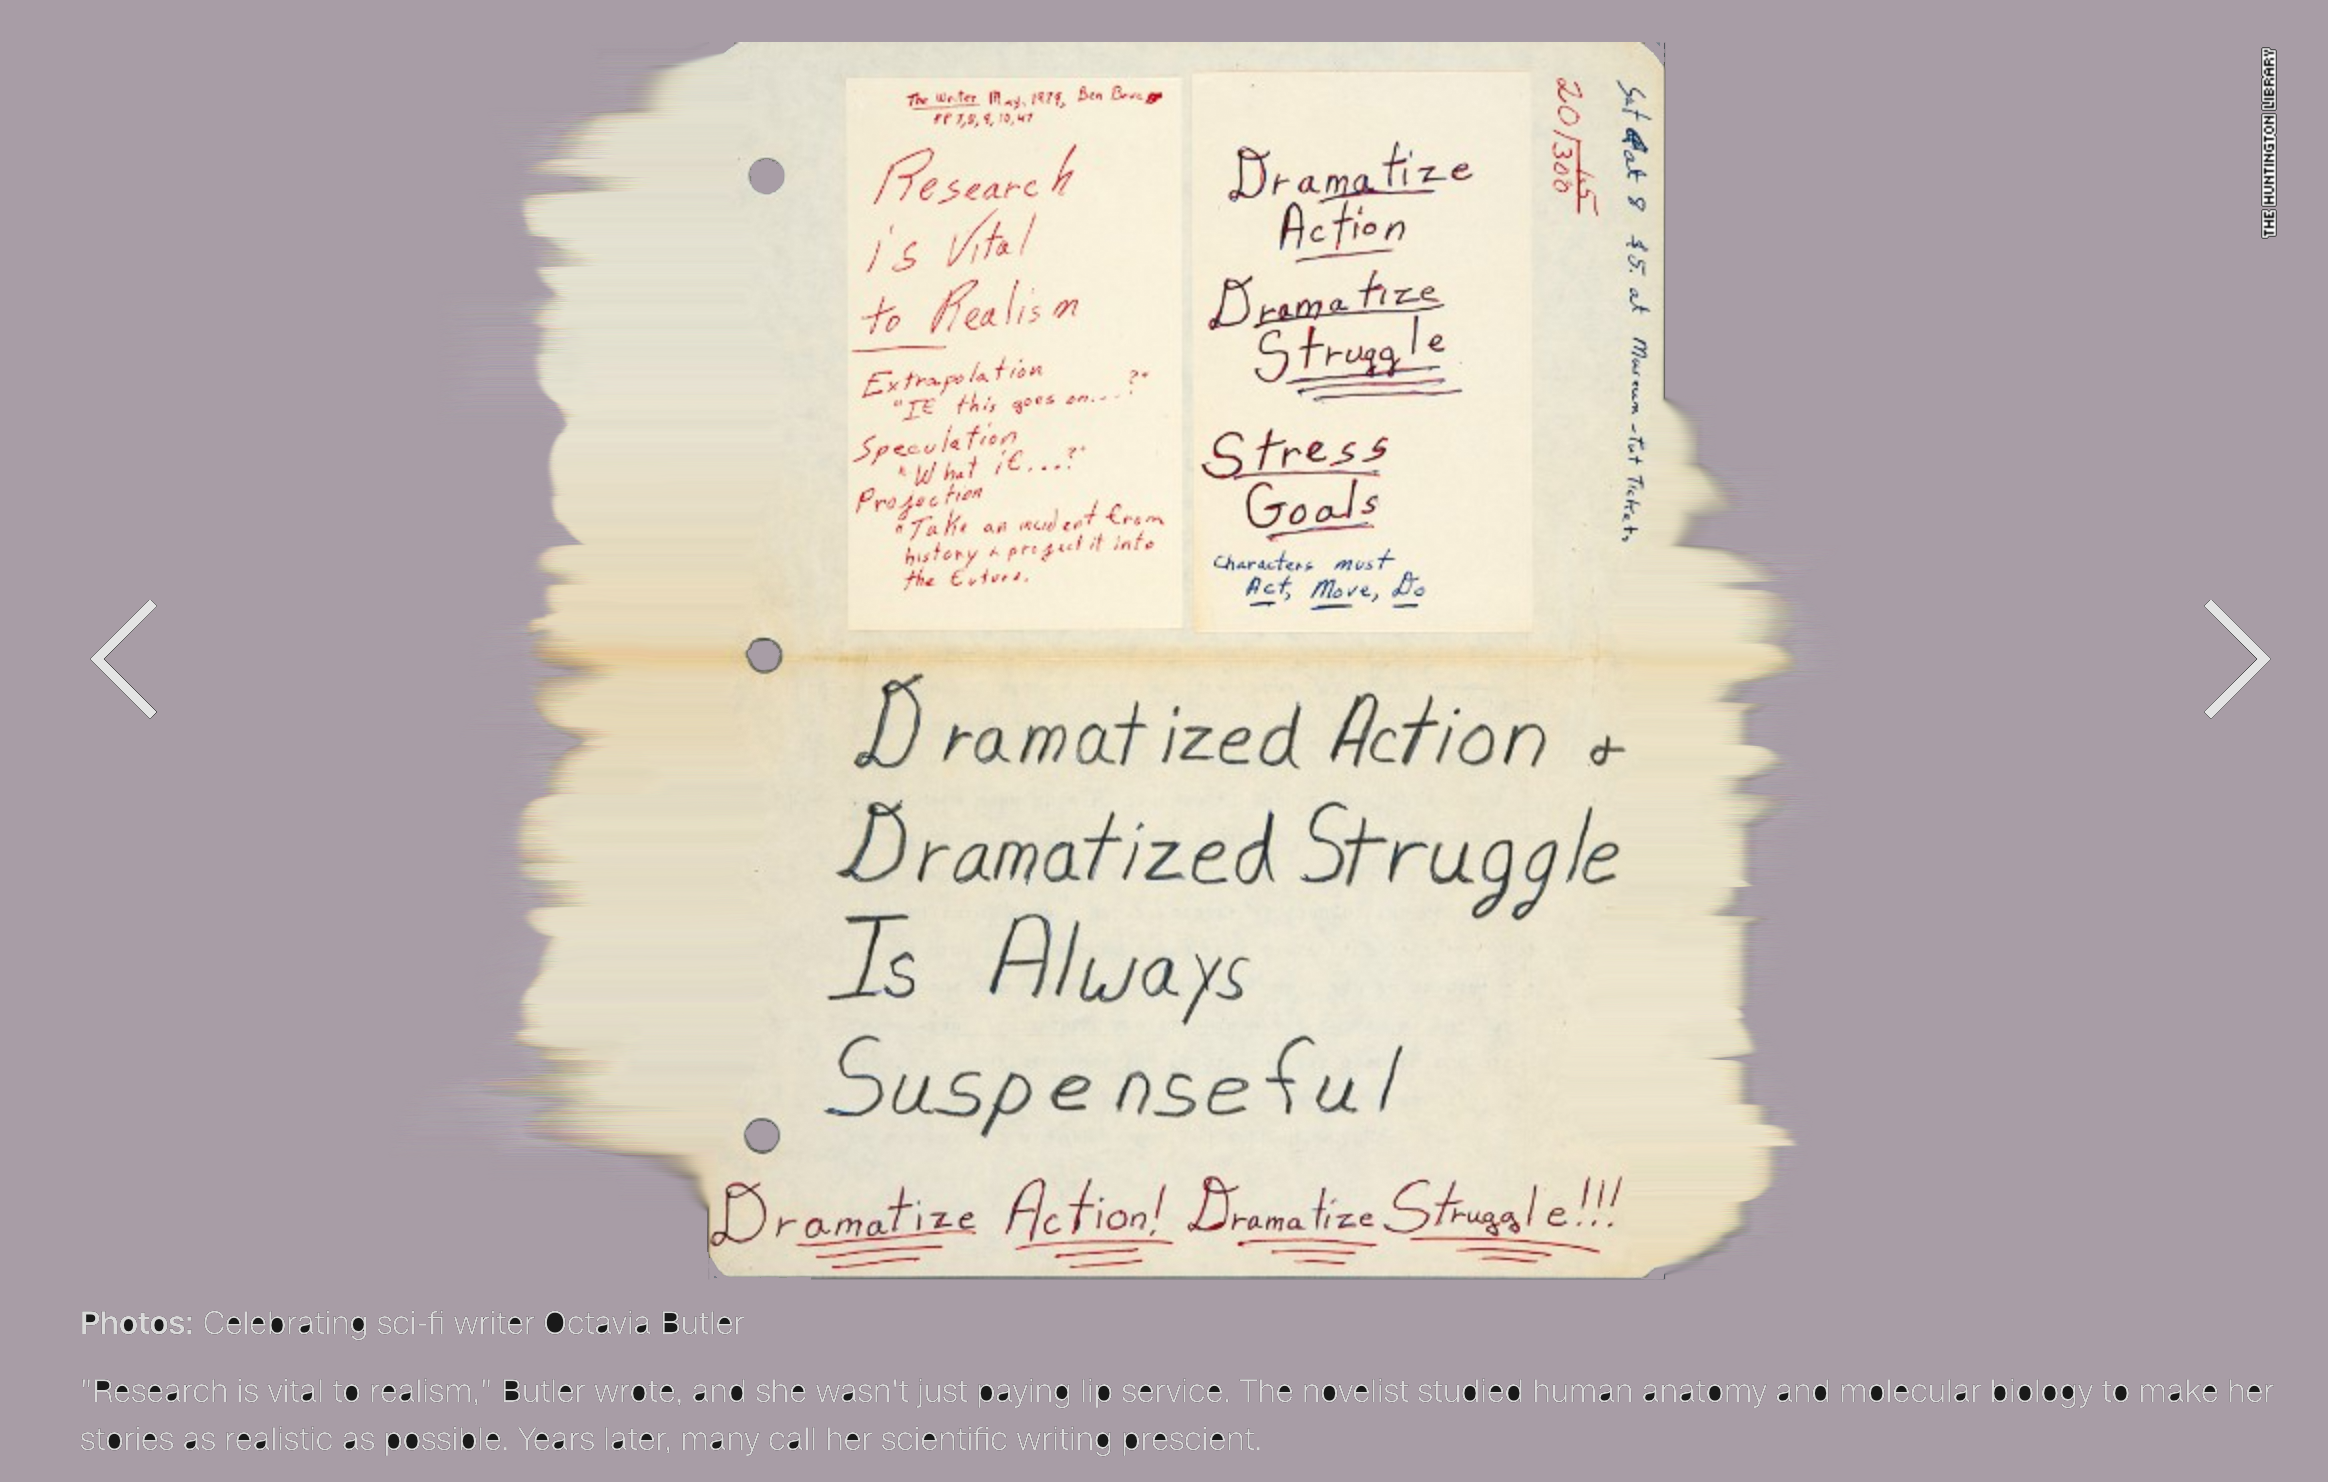 The Writer May, 1979, Ben Bova
PP 7,8,9,10,47
Research
is Vital
to Realism
Extrapolation
"If this goes on....?"
Speculation
"What if....?"
Projection
"Take an incident from
history & project it into
the future.
Dramatize
Action
Dramatize
Struggle
Stress
Goals
Characters must
Act, Move, Do
20/300
15
Sat at 8 $5. at Museum - Tut Tickets
THE HUNTINGTON LIBRARY
Dramatized Action &
Dramatized Struggle
Is Always
Suspenseful
Dramatize Action! Dramatize Struggle!!!
Photos: Celebrating sci-fi writer Octavia Butler
"Research is vital to realism," Butler wrote, and she wasn't just paying lip service. The novelist studied human anatomy and molecular biology to make her
stories as realistic as possible. Years later, many call her scientific writing prescient.